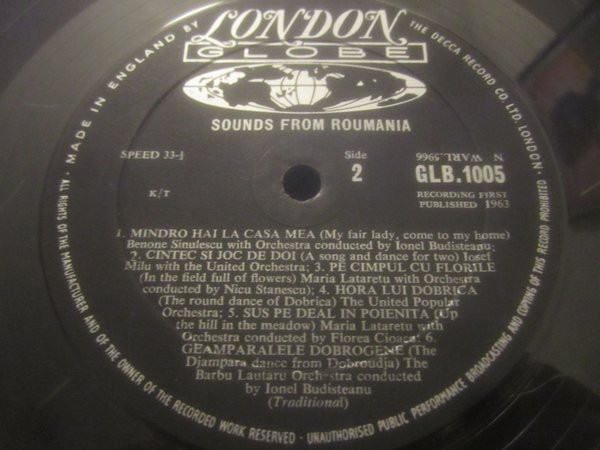 LONDON
GLOBE
MADE IN ENGLAND BY
THE DECCA RECORD CO. LTD. LONDON.
SOUNDS FROM ROUMANIA
SPEED 33-⅓
Side
2
N WARL.5966
GLB.1005
K/T
RECORDING FIRST
PUBLISHED 1963
1. MINDRO HAI LA CASA MEA (My fair lady, come to my home)
Benone Sinulescu with Orchestra conducted by Ionel Budisteanu;
2. CINTEC SI JOC DE DOI (A song and dance for two) Iosef
Milu with the United Orchestra; 3. PE CIMPUL CU FLORILE
(In the field full of flowers) Maria Lataretu with Orchestra
conducted by Nicu Stanescu); 4. HORA LUI DOBRICA
(The round dance of Dobrica) The United Popular
Orchestra; 5. SUS PE DEAL IN POIENITA (Up
the hill in the meadow) Maria Lataretu with
Orchestra conducted by Florea Cioaca; 6.
GEAMPARALELE DOBROGENE (The
Djampara dance from Dobroudja) The
Barbu Lautaru Orchestra conducted
by Ionel Budisteanu
(Traditional)
ALL RIGHTS OF THE MANUFACTURER AND OF THE OWNER OF THE RECORDED WORK RESERVED · UNAUTHORISED PUBLIC PERFORMANCE BROADCASTING AND COPYING OF THIS RECORD PROHIBITED